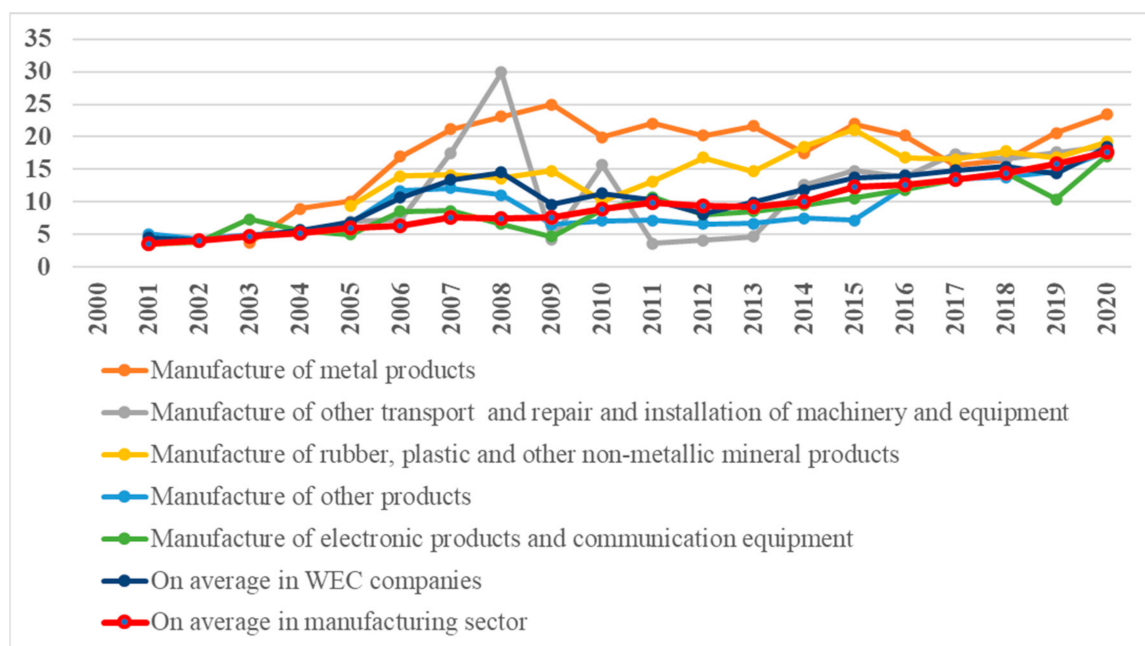 35
30
25
20
15
10
5
0
2000 2001 2002 2003 2004 2005 2006 2007 2008 2009 2010 2011 2012 2013 2014 2015 2016 2017 2018 2019 2020
Manufacture of metal products
Manufacture of other transport and repair and installation of machinery and equipment
Manufacture of rubber, plastic and other non-metallic mineral products
Manufacture of other products
Manufacture of electronic products and communication equipment
On average in WEC companies
On average in manufacturing sector